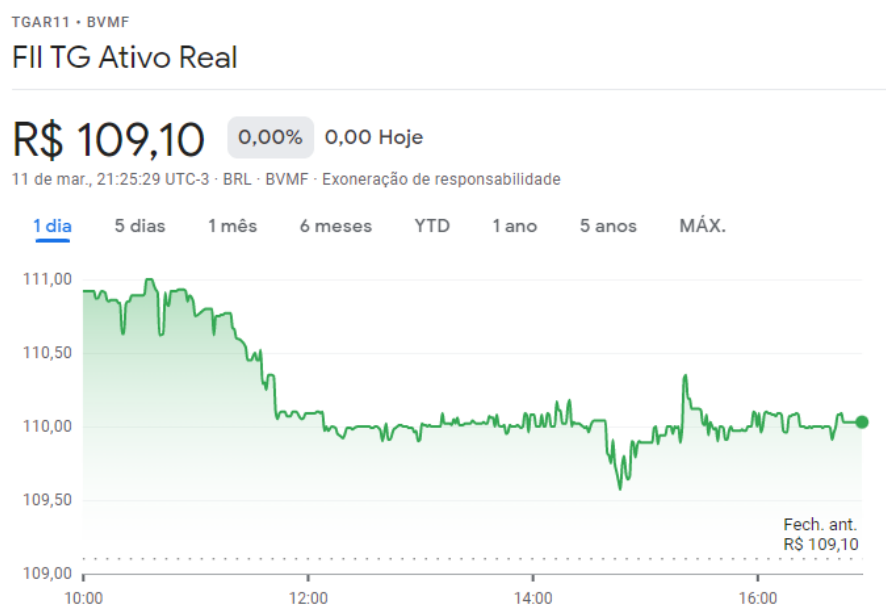 TGAR11 • BVMF
FII TG Ativo Real
R$ 109,10 0,00% 0,00 Hoje
11 de mar., 21:25:29 UTC-3 · BRL · BVMF · Exoneração de responsabilidade
1 dia 5 dias 1 mês 6 meses YTD 1 ano 5 anos MÁX.
111,00
110,50
110,00
109,50
Fech. ant.
R$ 109,10
109,00
10:00 12:00 14:00 16:00